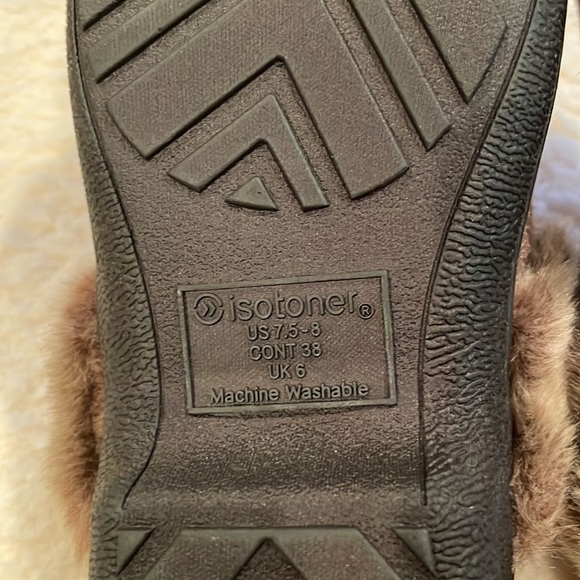 isotoner®
US 7.5-8
CONT 38
UK 6
Machine Washable